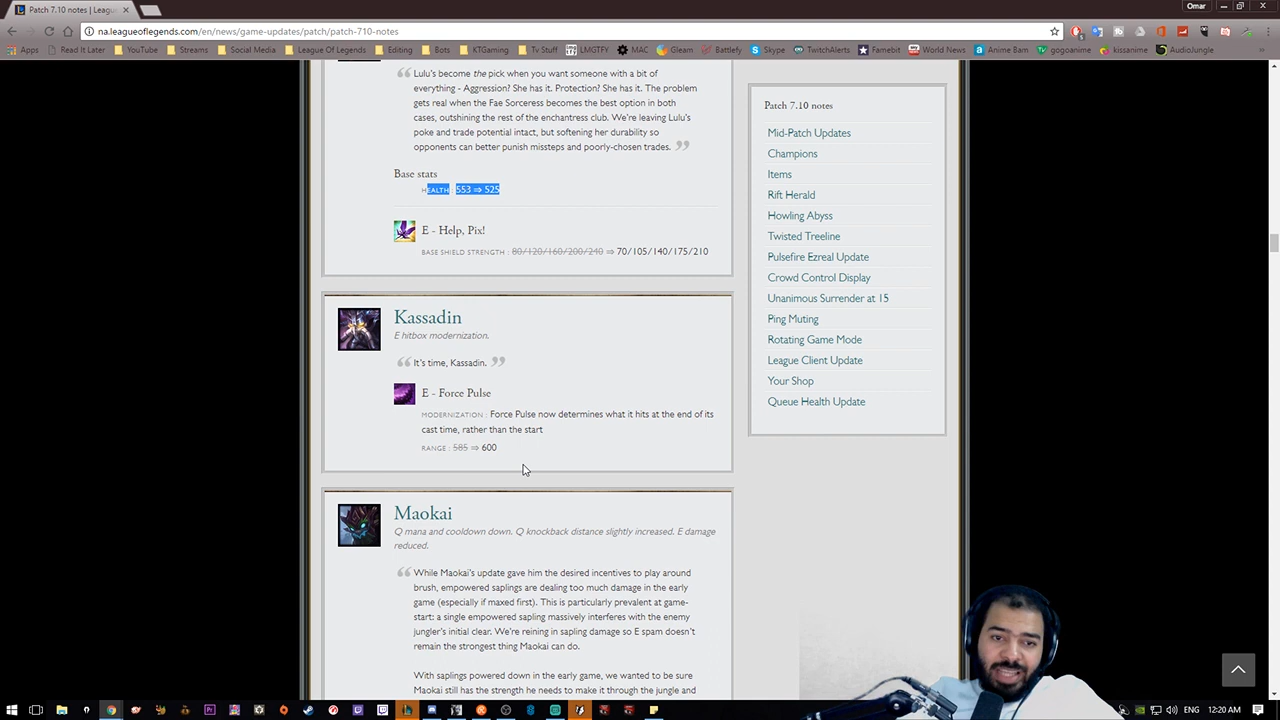 Patch 7.10 notes | Leagu
Omar
na.leagueoflegends.com/en/news/game-updates/patch/patch-710-notes
Apps
Read It Later
YouTube
Streams
Social Media
League Of Legends
Editing
Bots
KTGaming
Tv Stuff
LMGTFY
MAC
Gleam
Battlefy
Skype
TwitchAlerts
Famebit
World News
Anime Bam
gogoanime
kissanime
AudioJungle
Lulu's become the pick when you want someone with a bit of
everything - Aggression? She has it. Protection? She has it. The problem
gets real when the Fae Sorceress becomes the best option in both
cases, outshining the rest of the enchantress club. We're leaving Lulu's
poke and trade potential intact, but softening her durability so
opponents can better punish missteps and poorly-chosen trades.
Base stats
HEALTH : 553 ⇒ 525
E - Help, Pix!
BASE SHIELD STRENGTH : 80/120/160/200/240 ⇒ 70/105/140/175/210
Kassadin
E hitbox modernization.
It's time, Kassadin.
E - Force Pulse
MODERNIZATION : Force Pulse now determines what it hits at the end of its
cast time, rather than the start
RANGE : 585 ⇒ 600
Maokai
Q mana and cooldown down. Q knockback distance slightly increased. E damage
reduced.
While Maokai's update gave him the desired incentives to play around
brush, empowered saplings are dealing too much damage in the early
game (especially if maxed first). This is particularly prevalent at game-
start: a single empowered sapling massively interferes with the enemy
jungler's initial clear. We're reining in sapling damage so E spam doesn't
remain the strongest thing Maokai can do.
With saplings powered down in the early game, we wanted to be sure
Maokai still has the strength he needs to make it through the jungle and
Patch 7.10 notes
Mid-Patch Updates
Champions
Items
Rift Herald
Howling Abyss
Twisted Treeline
Pulsefire Ezreal Update
Crowd Control Display
Unanimous Surrender at 15
Ping Muting
Rotating Game Mode
League Client Update
Your Shop
Queue Health Update
ENG
12:20 AM